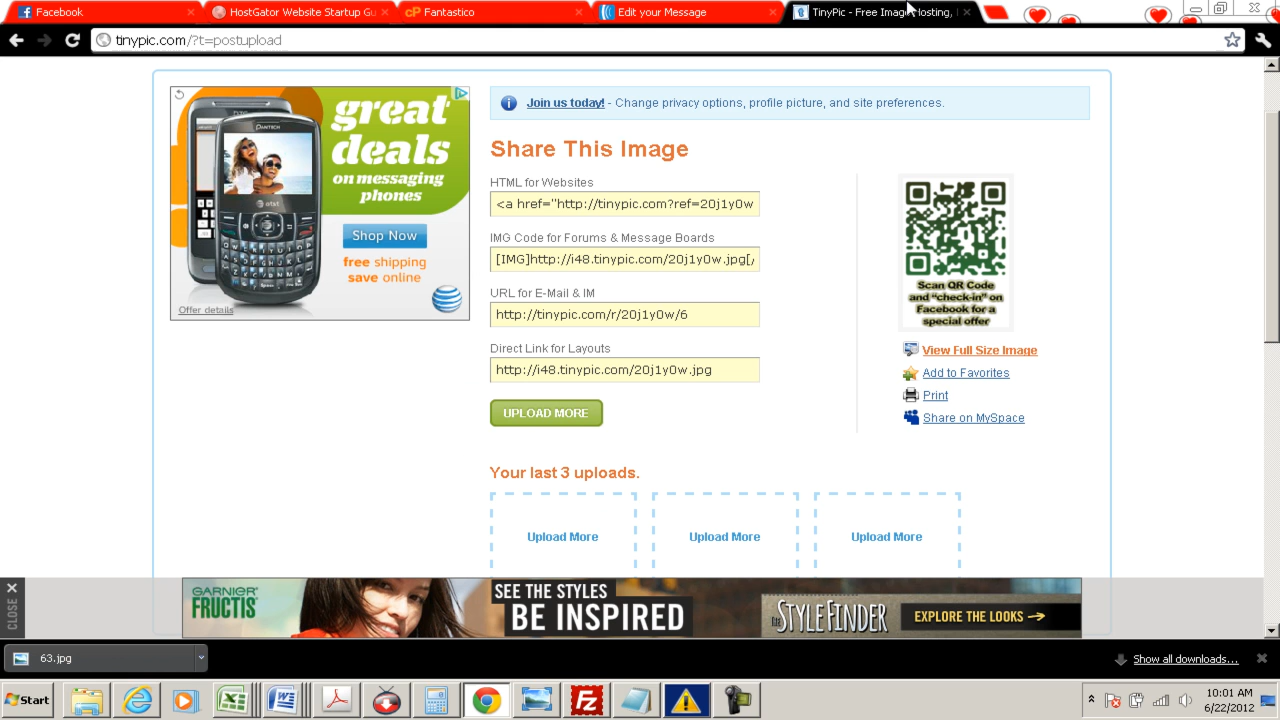 Facebook
HostGator Website Startup Gu
cP Fantastico
Edit your Message
TinyPic - Free Image Hosting,
tinypic.com/?t=postupload
great
deals
on messaging
phones
PANTECH
at&t
Shop Now
free shipping
save online
Offer details
at&t
Join us today! - Change privacy options, profile picture, and site preferences.
Share This Image
HTML for Websites
<a href="http://tinypic.com?ref=20j1y0w
IMG Code for Forums & Message Boards
[IMG]http://i48.tinypic.com/20j1y0w.jpg[/
URL for E-Mail & IM
http://tinypic.com/r/20j1y0w/6
Direct Link for Layouts
http://i48.tinypic.com/20j1y0w.jpg
UPLOAD MORE
Scan QR Code
and "check-in" on
Facebook for a
special offer
View Full Size Image
Add to Favorites
Print
Share on MySpace
Your last 3 uploads.
Upload More
Upload More
Upload More
CLOSE
GARNIER
FRUCTIS
SEE THE STYLES
BE INSPIRED
THE STYLEFINDER
EXPLORE THE LOOKS
63.jpg
Show all downloads...
Start
Fz
10:01 AM
6/22/2012